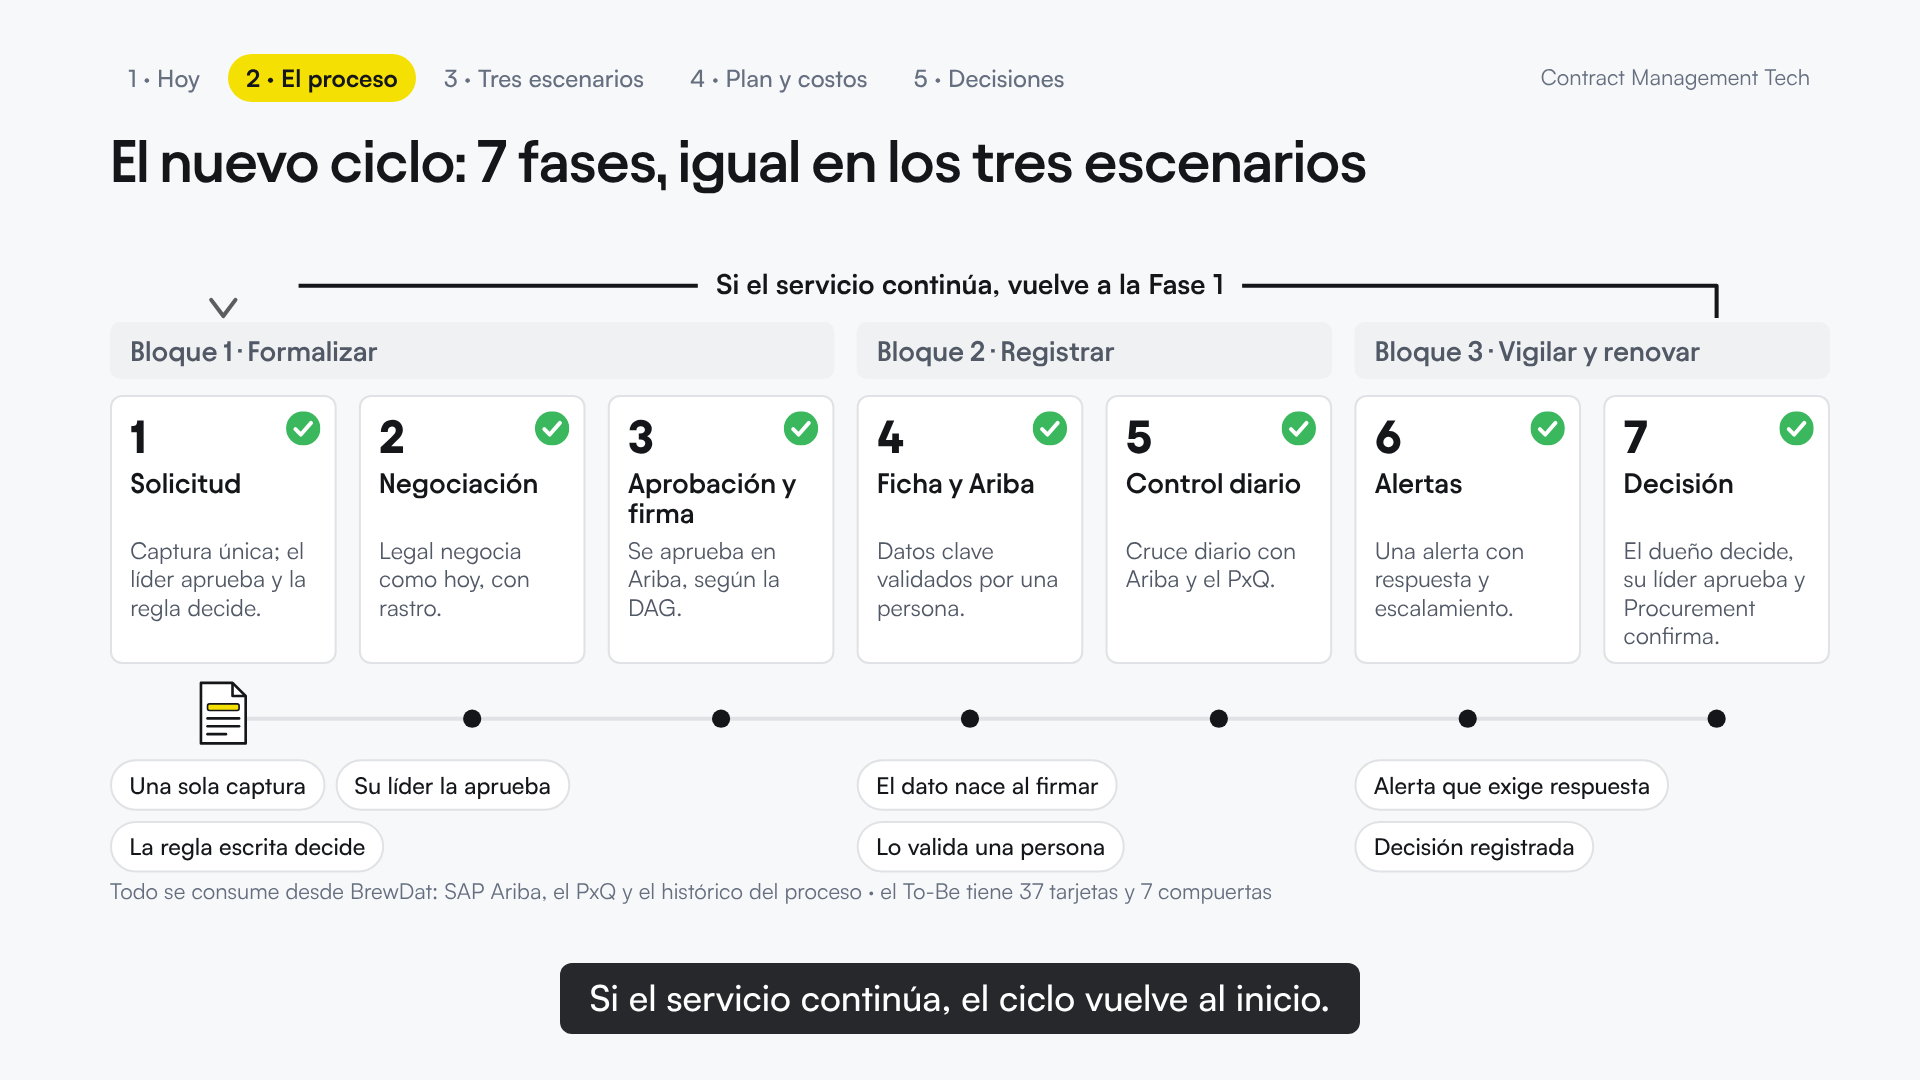 1 · Hoy
2 · El proceso
3 · Tres escenarios
4 · Plan y costos
5 · Decisiones
Contract Management Tech
El nuevo ciclo: 7 fases, igual en los tres escenarios
Si el servicio continúa, vuelve a la Fase 1
Bloque 1 · Formalizar
Bloque 2 · Registrar
Bloque 3 · Vigilar y renovar
1
Solicitud
Captura única; el
líder aprueba y la
regla decide.
2
Negociación
Legal negocia
como hoy, con
rastro.
3
Aprobación y
firma
Se aprueba en
Ariba, según la
DAG.
4
Ficha y Ariba
Datos clave
validados por una
persona.
5
Control diario
Cruce diario con
Ariba y el PxQ.
6
Alertas
Una alerta con
respuesta y
escalamiento.
7
Decisión
El dueño decide,
su líder aprueba y
Procurement
confirma.
Una sola captura
Su líder la aprueba
La regla escrita decide
El dato nace al firmar
Lo valida una persona
Alerta que exige respuesta
Decisión registrada
Todo se consume desde BrewDat: SAP Ariba, el PxQ y el histórico del proceso · el To-Be tiene 37 tarjetas y 7 compuertas
Si el servicio continúa, el ciclo vuelve al inicio.